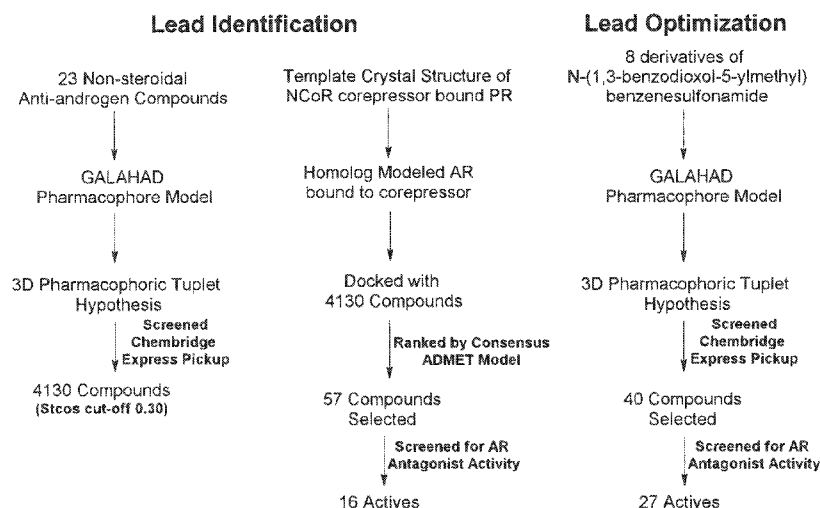 Lead Identification
23 Non-steroidal
Anti-androgen Compounds
GALAHAD
Pharmacophore Model
3D Pharmacophoric Tuplet
Hypothesis
Screened
Chembridge
Express Pickup
4130 Compounds
(Stcos cut-off 0.30)
Template Crystal Structure of
NCoR corepressor bound PR
Homolog Modeled AR
bound to corepressor
Docked with
4130 Compounds
Ranked by Consensus
ADMET Model
57 Compounds
Selected
Screened for AR
Antagonist Activity
16 Actives
Lead Optimization
8 derivatives of
N-(1,3-benzodioxol-5-ylmethyl)
benzenesulfonamide
GALAHAD
Pharmacophore Model
3D Pharmacophoric Tuplet
Hypothesis
Screened
Chembridge
Express Pickup
40 Compounds
Selected
Screened for AR
Antagonist Activity
27 Actives